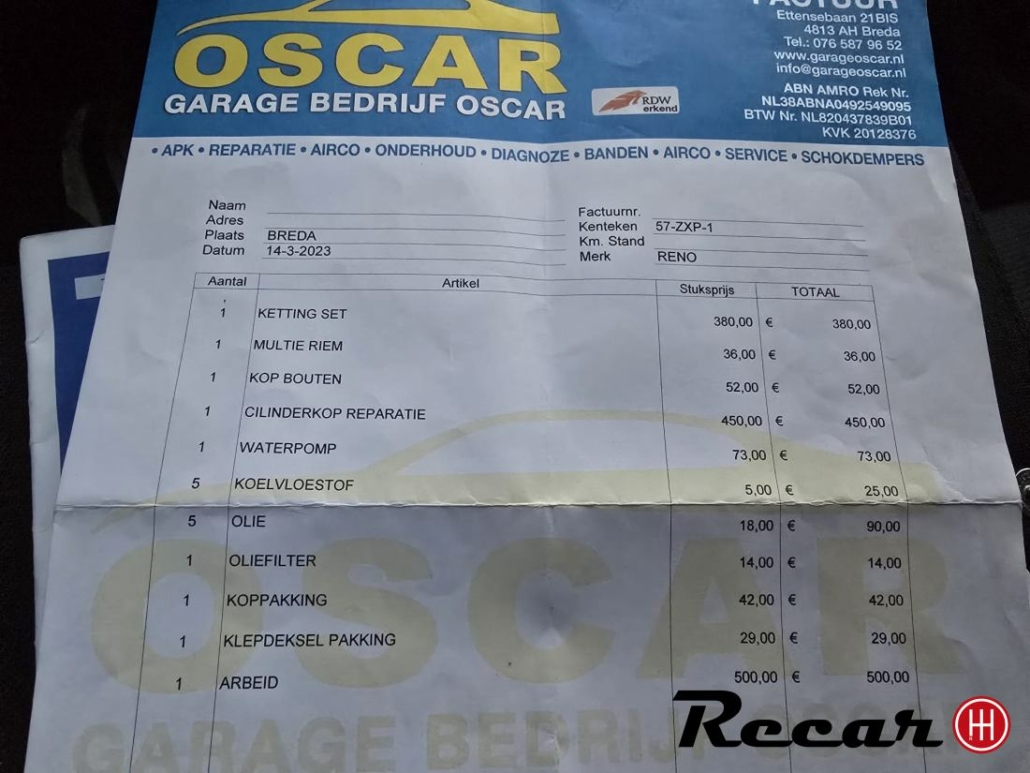 FACTUUR
OSCAR
GARAGE BEDRIJF OSCAR
RDW
erkend
Ettensebaan 21BIS
4813 AH Breda
Tel.: 076 587 96 52
www.garageoscar.nl
info@garageoscar.nl
ABN AMRO Rek Nr.
NL38ABNA0492549095
BTW Nr. NL820437839B01
KVK 20128376
• APK • REPARATIE • AIRCO • ONDERHOUD • DIAGNOZE • BANDEN • AIRCO • SERVICE • SCHOKDEMPERS
Naam
Adres
Plaats BREDA
Datum 14-3-2023
Factuurnr.
Kenteken 57-ZXP-1
Km. Stand
Merk RENO
Aantal Artikel Stuksprijs TOTAAL
1 KETTING SET 380,00 € 380,00
1 MULTIE RIEM 36,00 € 36,00
1 KOP BOUTEN 52,00 € 52,00
1 CILINDERKOP REPARATIE 450,00 € 450,00
1 WATERPOMP 73,00 € 73,00
5 KOELVLOESTOF 5,00 € 25,00
5 OLIE 18,00 € 90,00
1 OLIEFILTER 14,00 € 14,00
1 KOPPAKKING 42,00 € 42,00
1 KLEPDEKSEL PAKKING 29,00 € 29,00
1 ARBEID 500,00 € 500,00
OSCAR
GARAGE BEDRIJF
Recar